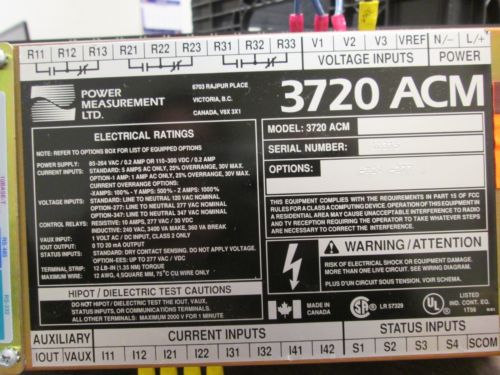 R11 R12 R13 R21 R22 R23 R31 R32 R33 V1 V2 V3 VREF N/- L/+
VOLTAGE INPUTS POWER
POWER
MEASUREMENT
LTD.
6703 RAJPUR PLACE
VICTORIA, B.C.
CANADA, V8X 3X1
3720 ACM
ELECTRICAL RATINGS
NOTE: REFER TO OPTIONS BOX FOR LIST OF EQUIPPED OPTIONS
POWER SUPPLY: 85-264 VAC / 0.2 AMP OR 110-300 VDC / 0.2 AMP
CURRENT INPUTS: STANDARD: 5 AMPS AC ONLY, 25% OVERRANGE, 30V MAX.
OPTION-1 AMP: 1 AMP AC ONLY, 25% OVERRANGE, 30V MAX.
CURRENT OVERRANGE OPTIONS:
-XAMPS: 100% - Y AMPS: 500% - Z AMPS: 1000%
VOLTAGE INPUTS: STANDARD: LINE TO NEUTRAL 120 VAC NOMINAL
OPTION-277: LINE TO NEUTRAL 277 VAC NOMINAL
OPTION-347: LINE TO NEUTRAL 347 VAC NOMINAL
CONTROL RELAYS: RESISTIVE: 10 AMPS, 277 VAC / 30 VDC
INDUCTIVE: 240 VAC, 3400 VA MAKE, 360 VA BREAK
VAUX INPUT: 1 VOLT AC / DC INPUT, CLASS 2 ONLY
IOUT OUTPUT: 0 TO 20 mA OUTPUT
STATUS INPUTS: STANDARD: DRY CONTACT SENSING. DO NOT APPLY VOLTAGE.
OPTION-EES: UP TO 277 VAC / VDC
TERMINAL STRIP: 12 LB-IN (1.35 NM) TORQUE
MAXIMUM WIRE: 12 AWG, 4 SQUARE MM, 75°C CU WIRE ONLY
HIPOT / DIELECTRIC TEST CAUTIONS
DO NOT HIPOT / DIELECTRIC TEST THE IOUT, VAUX,
STATUS INPUTS, OR COMMUNICATIONS TERMINALS.
ALL OTHER TERMINALS: MAXIMUM 2000 V FOR 1 MINUTE
MODEL: 3720 ACM
SERIAL NUMBER:
OPTIONS:
THIS EQUIPMENT COMPLIES WITH THE REQUIREMENTS IN PART 15 OF FCC
RULES FOR A CLASS A COMPUTING DEVICE. OPERATION OF THIS EQUIPMENT IN
A RESIDENTIAL AREA MAY CAUSE UNACCEPTABLE INTERFERENCE TO RADIO
AND TV RECEPTION REQUIRING THE OPERATOR TO TAKE WHATEVER STEPS
ARE NECESSARY TO CORRECT THE INTERFERENCE.
WARNING / ATTENTION
RISK OF ELECTRICAL SHOCK OR EQUIPMENT DAMAGE.
MORE THAN ONE LIVE CIRCUIT. SEE WIRING DIAGRAM.
PLUS D'UN CIRCUIT SOUS TENSION. VOIR SCHEMA.
MADE IN
CANADA
LR 57329
UL
LISTED
IND. CONT. EQ.
1T98
AUXILIARY CURRENT INPUTS STATUS INPUTS
IOUT VAUX I11 I12 I21 I22 I31 I32 I41 I42 S1 S2 S3 S4 SCOM
RS-485
RS-232